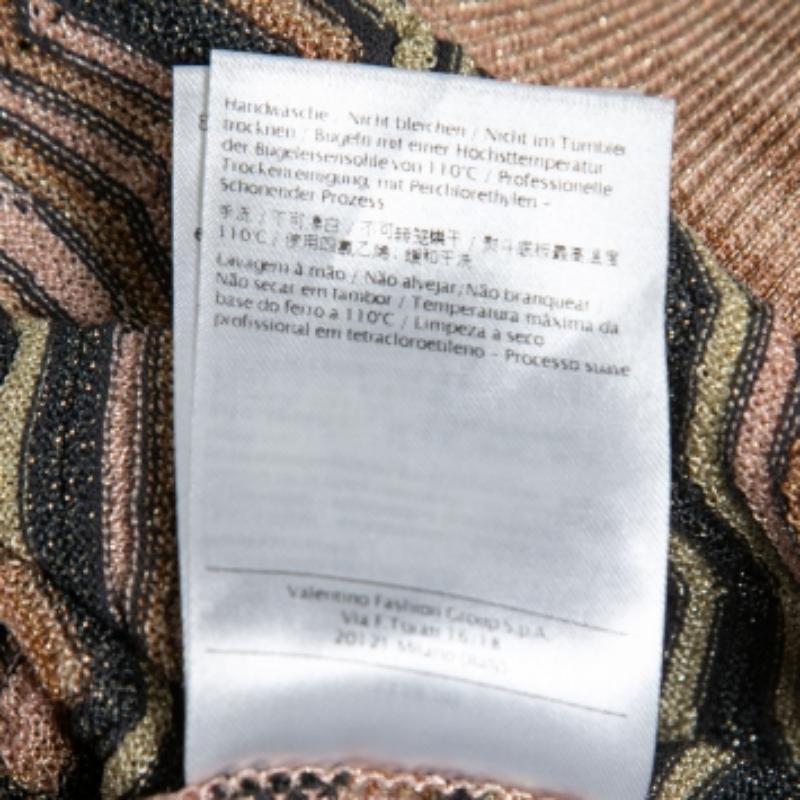 Handwäsche / Nicht bleichen / Nicht im Tumbler
trocknen / Bügeln mit einer Höchsttemperatur
der Bügeleisensohle von 110°C / Professionelle
Trockenreinigung, mit Perchlorethylen -
Schonender Prozess
手洗 / 不可漂白 / 不可转笼烘干 / 熨斗底板最高温度
110°C / 使用四氯乙烯, 缓和干洗
Lavagem à mão / Não alvejar; Não branquear /
Não secar em tambor / Temperatura máxima da
base do ferro a 110°C / Limpeza a seco
profissional em tetracloroetileno - Processo suave
Valentino Fashion Group S.p.A.
Via F. Turati 16/18
20121 Milano (Italy)